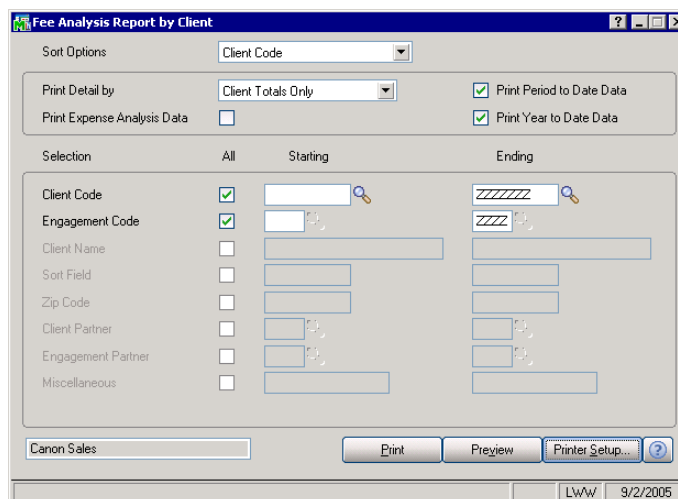 Fee Analysis Report by Client
Sort Options Client Code
Print Detail by Client Totals Only Print Period to Date Data
Print Expense Analysis Data Print Year to Date Data
Selection All Starting Ending
Client Code ZZZZZZZ
Engagement Code ZZZZ
Client Name
Sort Field
Zip Code
Client Partner
Engagement Partner
Miscellaneous
Canon Sales Print Preview Printer Setup... ?
LWW 9/2/2005